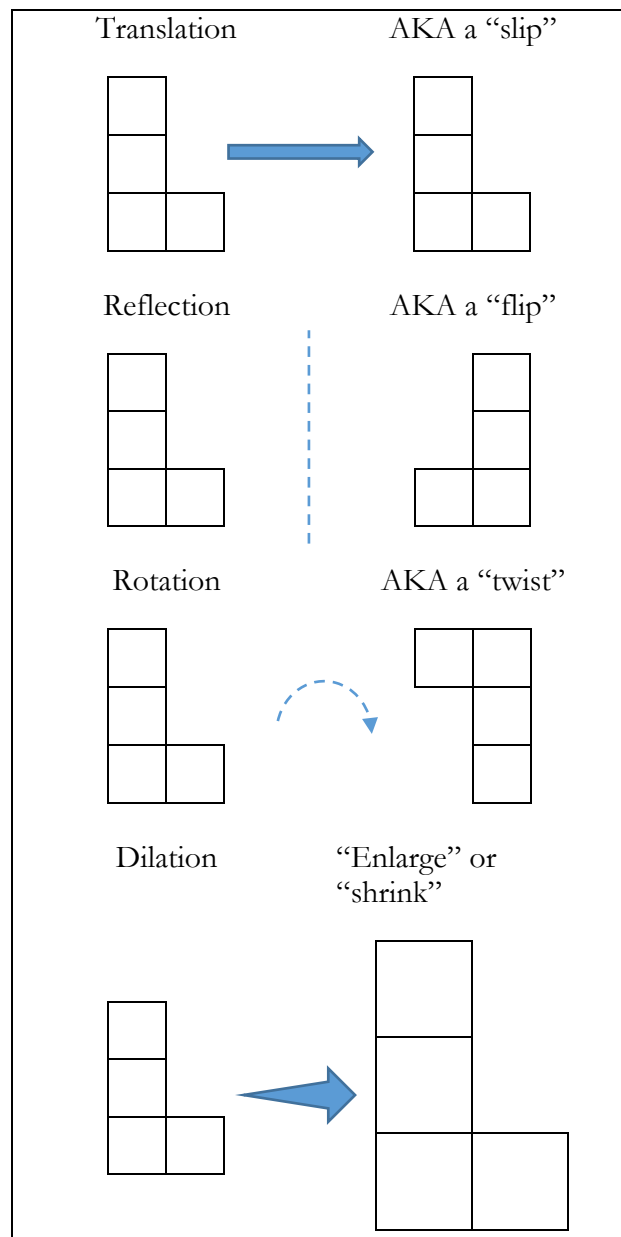 Translation
AKA a “slip”
Reflection
AKA a “flip”
Rotation
AKA a “twist”
Dilation
“Enlarge” or
“shrink”